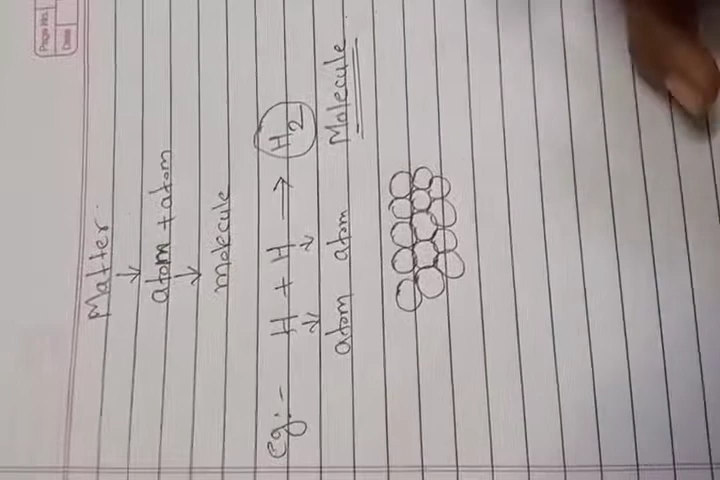 Page No.
Date
Matter
↓
atom + atom
↓
molecule
eg:- H + H → H2
↓ ↓
atom atom Molecule